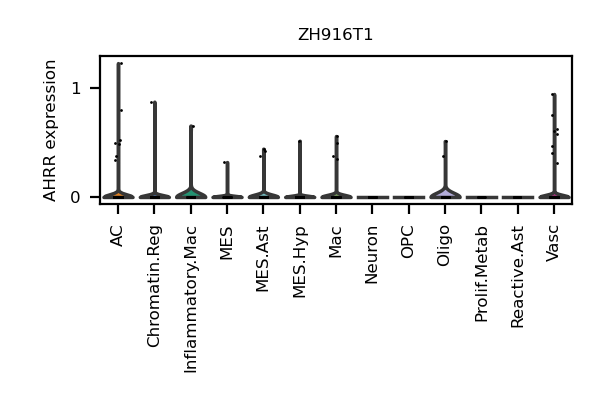 ZH916T1
AHRR expression
1
0
AC
Chromatin.Reg
Inflammatory.Mac
MES
MES.Ast
MES.Hyp
Mac
Neuron
OPC
Oligo
Prolif.Metab
Reactive.Ast
Vasc